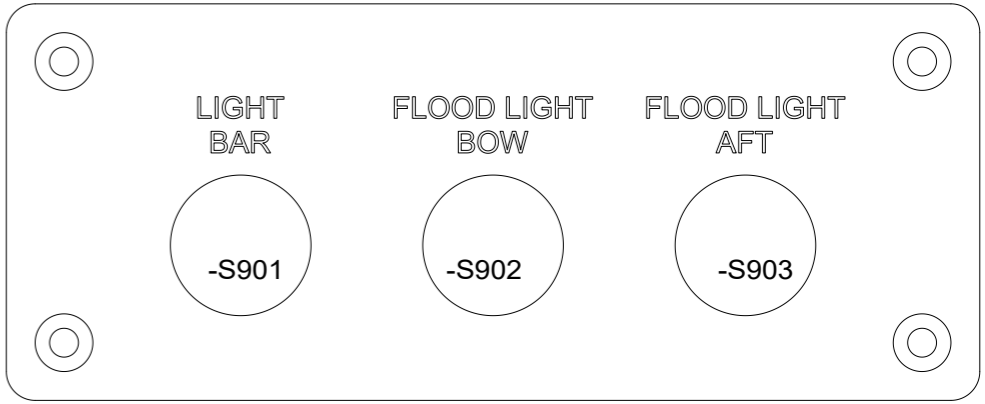 LIGHT
BAR
FLOOD LIGHT
BOW
FLOOD LIGHT
AFT
-S901
-S902
-S903